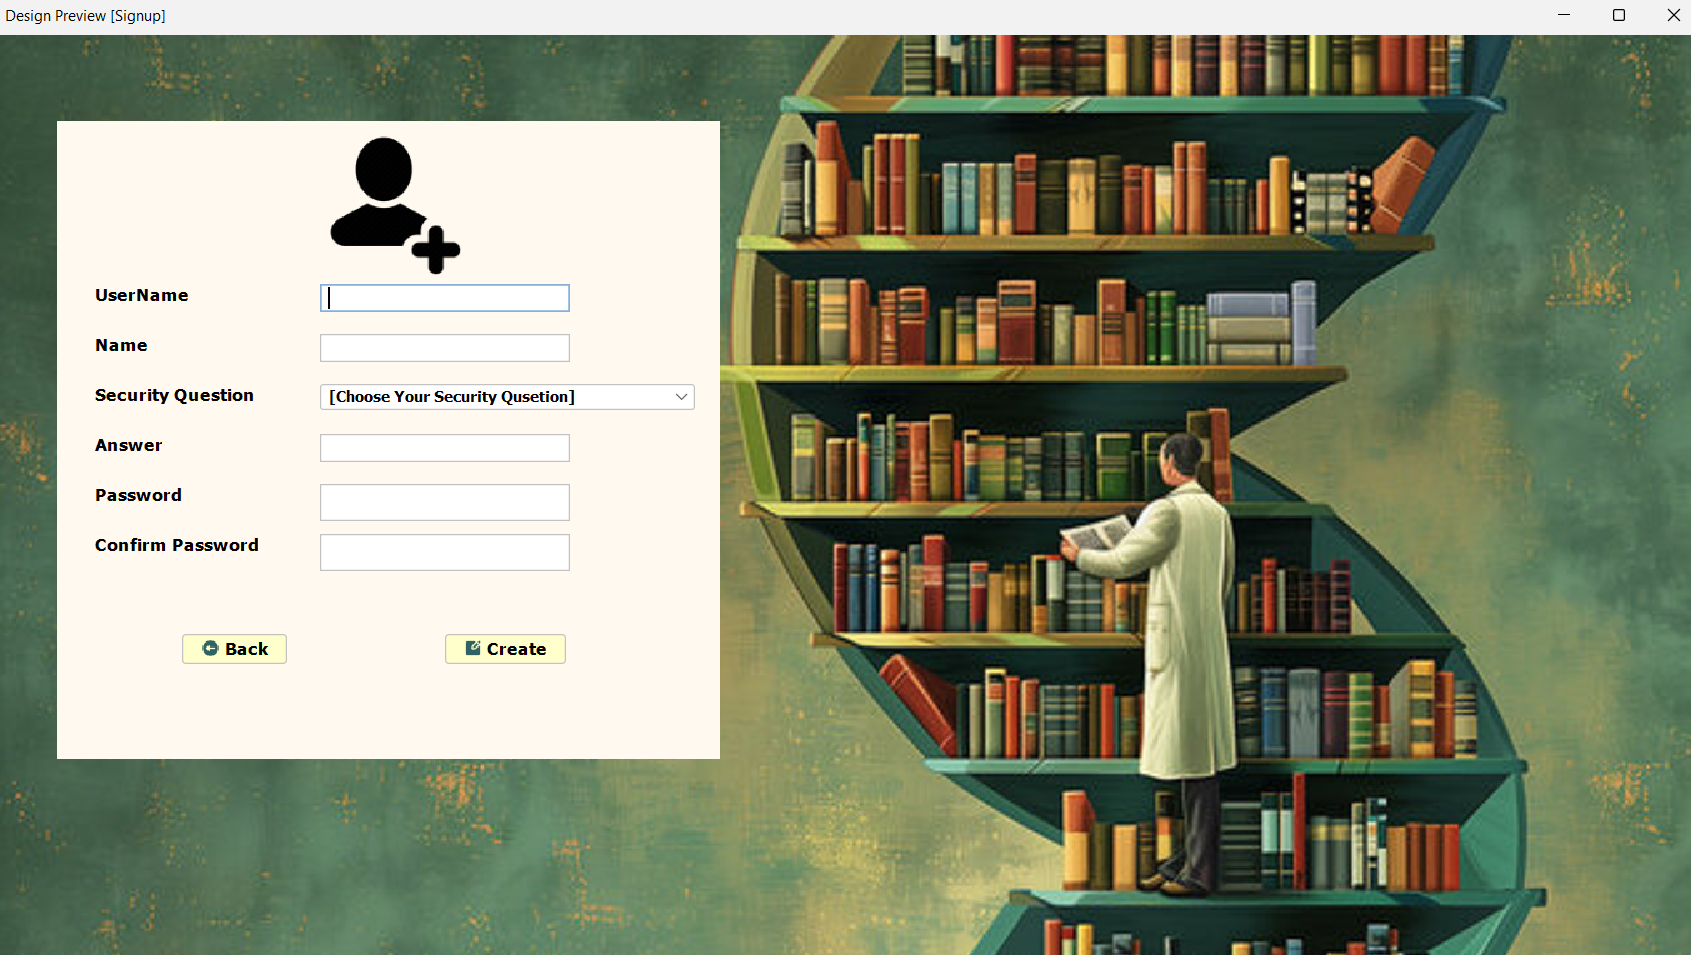 Design Preview [Signup]
UserName
Name
Security Question
[Choose Your Security Qusetion]
Answer
Password
Confirm Password
Back
Create